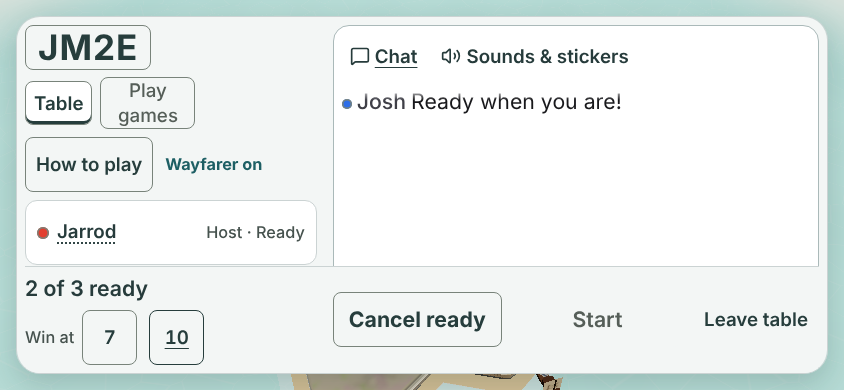 JM2E
Table
Play
games
How to play
Wayfarer on
Jarrod
Host · Ready
2 of 3 ready
Win at
7
10
Chat
Sounds & stickers
Josh Ready when you are!
Cancel ready
Start
Leave table